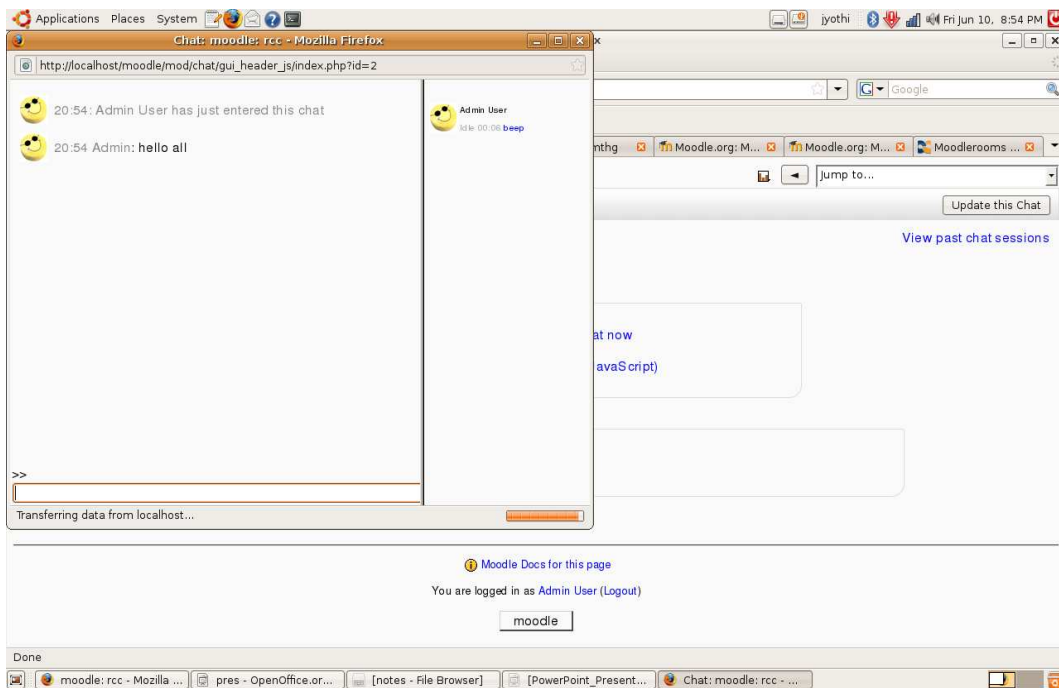 Applications Places System
jyothi Fri Jun 10, 8:54 PM
Chat: moodle: rcc - Mozilla Firefox
http://localhost/moodle/mod/chat/gui_header_js/index.php?id=2
20:54: Admin User has just entered this chat
20:54 Admin: hello all
Admin User
Idle 00:06 beep
>>
Transferring data from localhost...
Google
Moodle.org: M...
Moodle.org: M...
Moodlerooms ...
Jump to...
Update this Chat
View past chat sessions
at now
avaScript)
Moodle Docs for this page
You are logged in as Admin User (Logout)
moodle
Done
moodle: rcc - Mozilla ...
pres - OpenOffice.or...
[notes - File Browser]
[PowerPoint_Present...
Chat: moodle: rcc - ...